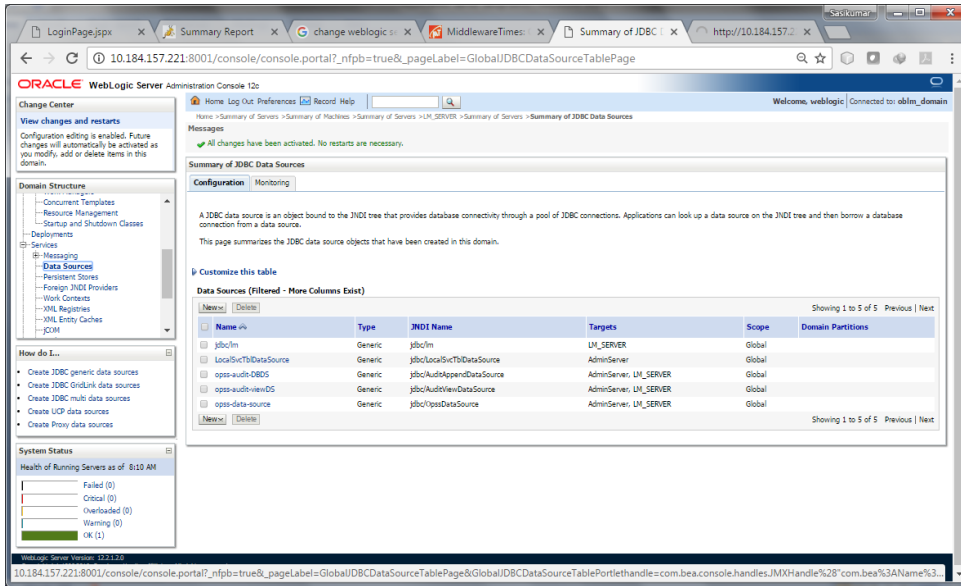 Sasikumar
LoginPage.jspx
Summary Report
change weblogic s
MiddlewareTimes:
Summary of JDBC
http://10.184.157.2
10.184.157.221:8001/console/console.portal?_nfpb=true&_pageLabel=GlobalJDBCDataSourceTablePage
ORACLE WebLogic Server Administration Console 12c
Change Center
View changes and restarts
Configuration editing is enabled. Future
changes will automatically be activated as
you modify, add or delete items in this
domain.
Domain Structure
Concurrent Templates
Resource Management
Startup and Shutdown Classes
Deployments
Services
Messaging
Data Sources
Persistent Stores
Foreign JNDI Providers
Work Contexts
XML Registries
XML Entity Caches
jCOM
How do I...
Create JDBC generic data sources
Create JDBC GridLink data sources
Create JDBC multi data sources
Create UCP data sources
Create Proxy data sources
System Status
Health of Running Servers as of 8:10 AM
Failed (0)
Critical (0)
Overloaded (0)
Warning (0)
OK (1)
Home Log Out Preferences Record Help
Welcome, weblogic Connected to: oblm_domain
Home >Summary of Servers >Summary of Machines >Summary of Servers >LM_SERVER >Summary of Servers >Summary of JDBC Data Sources
Messages
All changes have been activated. No restarts are necessary.
Summary of JDBC Data Sources
Configuration Monitoring
A JDBC data source is an object bound to the JNDI tree that provides database connectivity through a pool of JDBC connections. Applications can look up a data source on the JNDI tree and then borrow a database
connection from a data source.
This page summarizes the JDBC data source objects that have been created in this domain.
Customize this table
Data Sources (Filtered - More Columns Exist)
New Delete Showing 1 to 5 of 5 Previous | Next
Name Type JNDI Name Targets Scope Domain Partitions
jdbc/lm Generic jdbc/lm LM_SERVER Global
LocalSvcTblDataSource Generic jdbc/LocalSvcTblDataSource AdminServer Global
opss-audit-DBDS Generic jdbc/AuditAppendDataSource AdminServer, LM_SERVER Global
opss-audit-viewDS Generic jdbc/AuditViewDataSource AdminServer, LM_SERVER Global
opss-data-source Generic jdbc/OpssDataSource AdminServer, LM_SERVER Global
New Delete Showing 1 to 5 of 5 Previous | Next
WebLogic Server Version: 12.2.1.2.0
10.184.157.221:8001/console/console.portal?_nfpb=true&_pageLabel=GlobalJDBCDataSourceTablePage&GlobalJDBCDataSourceTablePortlethandle=com.bea.console.handles.JMXHandle%28"com.bea%3AName%3...